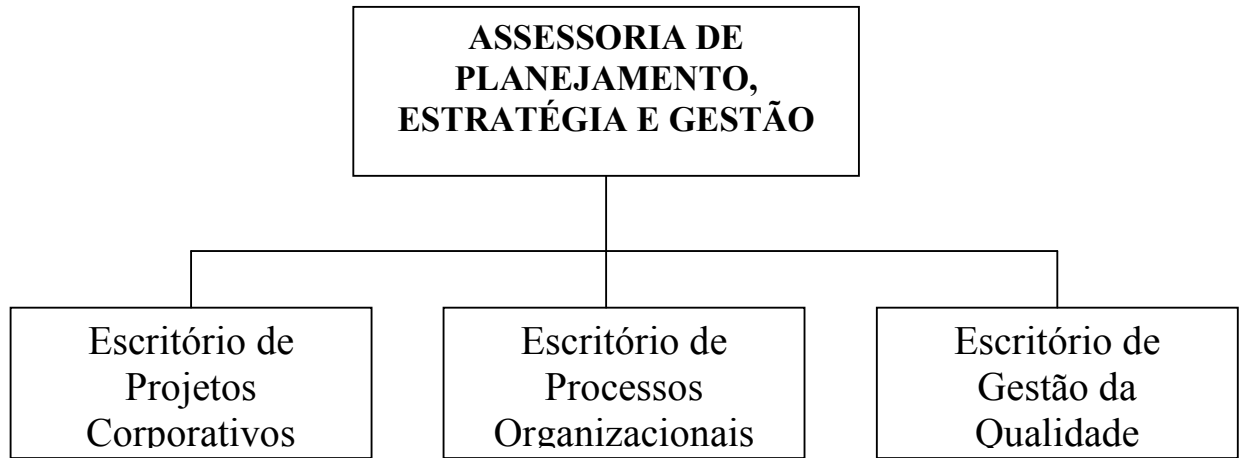 ASSESSORIA DE
PLANEJAMENTO,
ESTRATÉGIA E GESTÃO
Escritório de
Projetos
Corporativos
Escritório de
Processos
Organizacionais
Escritório de
Gestão da
Qualidade